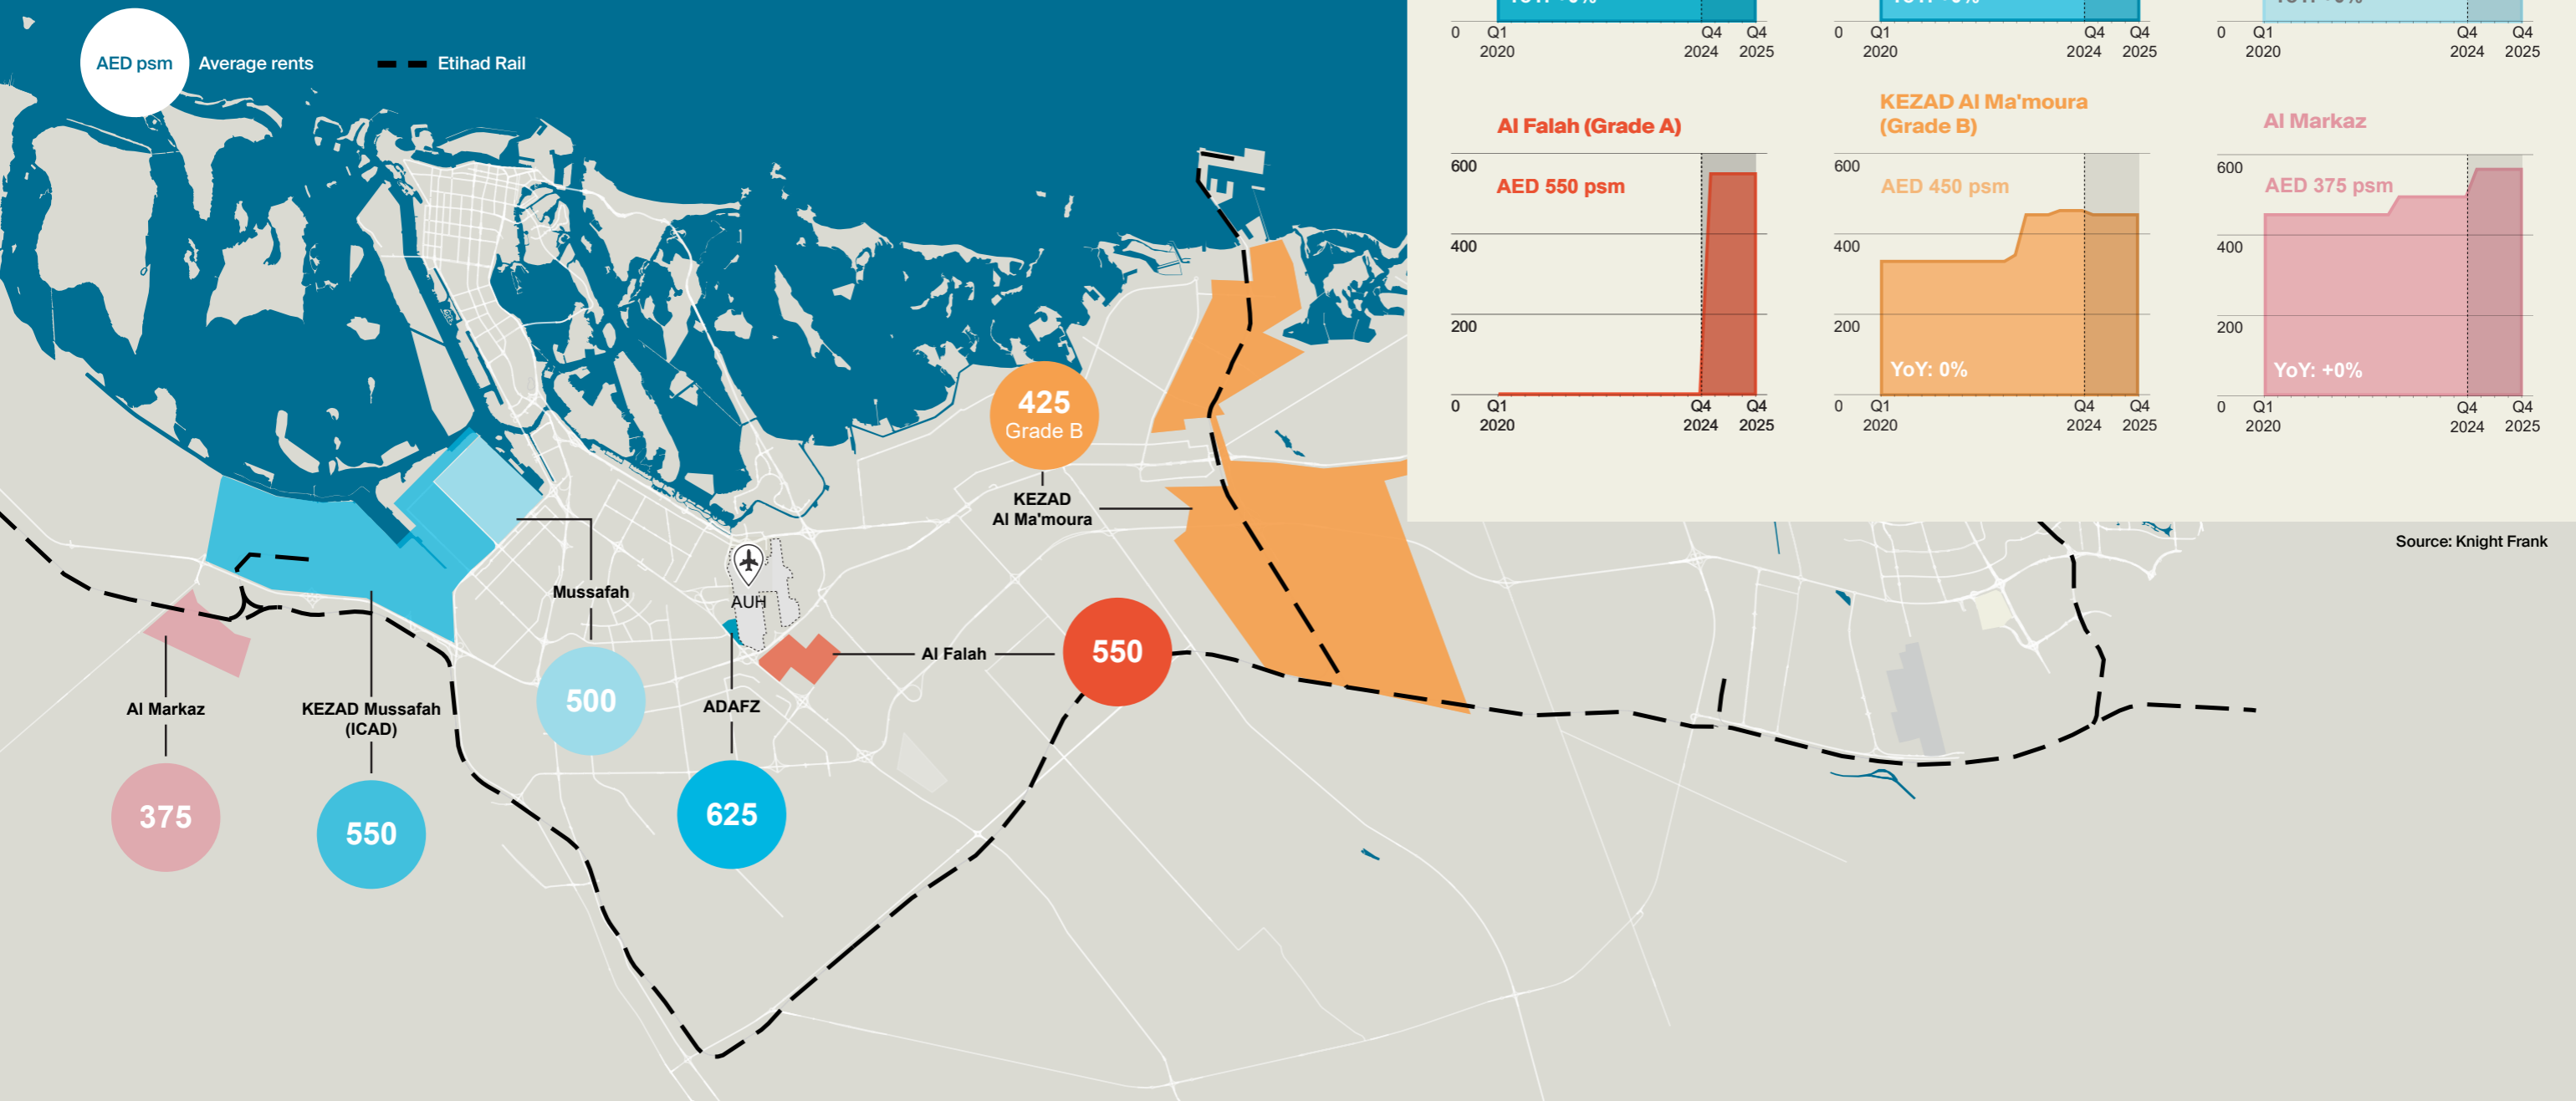 AED psm
Average rents
Etihad Rail
0
Q1
2020
Q4
2024
Q4
2025
0
Q1
2020
Q4
2024
Q4
2025
0
Q1
2020
Q4
2024
Q4
2025
Al Falah (Grade A)
600
AED 550 psm
400
200
0
Q1
2020
Q4
2024
Q4
2025
KEZAD Al Ma'moura
(Grade B)
600
AED 450 psm
400
200
YoY: 0%
0
Q1
2020
Q4
2024
Q4
2025
Al Markaz
600
AED 375 psm
400
200
YoY: +0%
0
Q1
2020
Q4
2024
Q4
2025
Source: Knight Frank
425
Grade B
KEZAD
Al Ma'moura
Mussafah
500
AUH
Al Falah
550
ADAFZ
625
Al Markaz
375
KEZAD Mussafah
(ICAD)
550